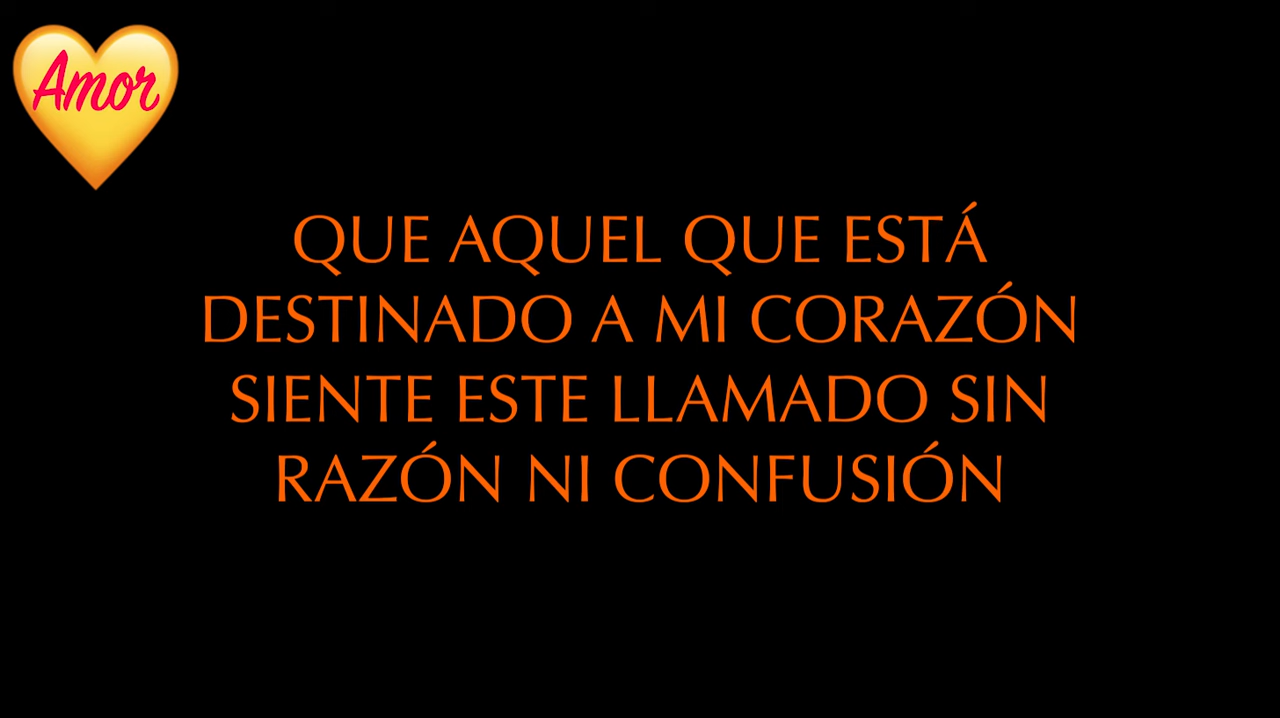 Amor
QUE AQUEL QUE ESTÁ
DESTINADO A MI CORAZÓN
SIENTE ESTE LLAMADO SIN
RAZÓN NI CONFUSIÓN